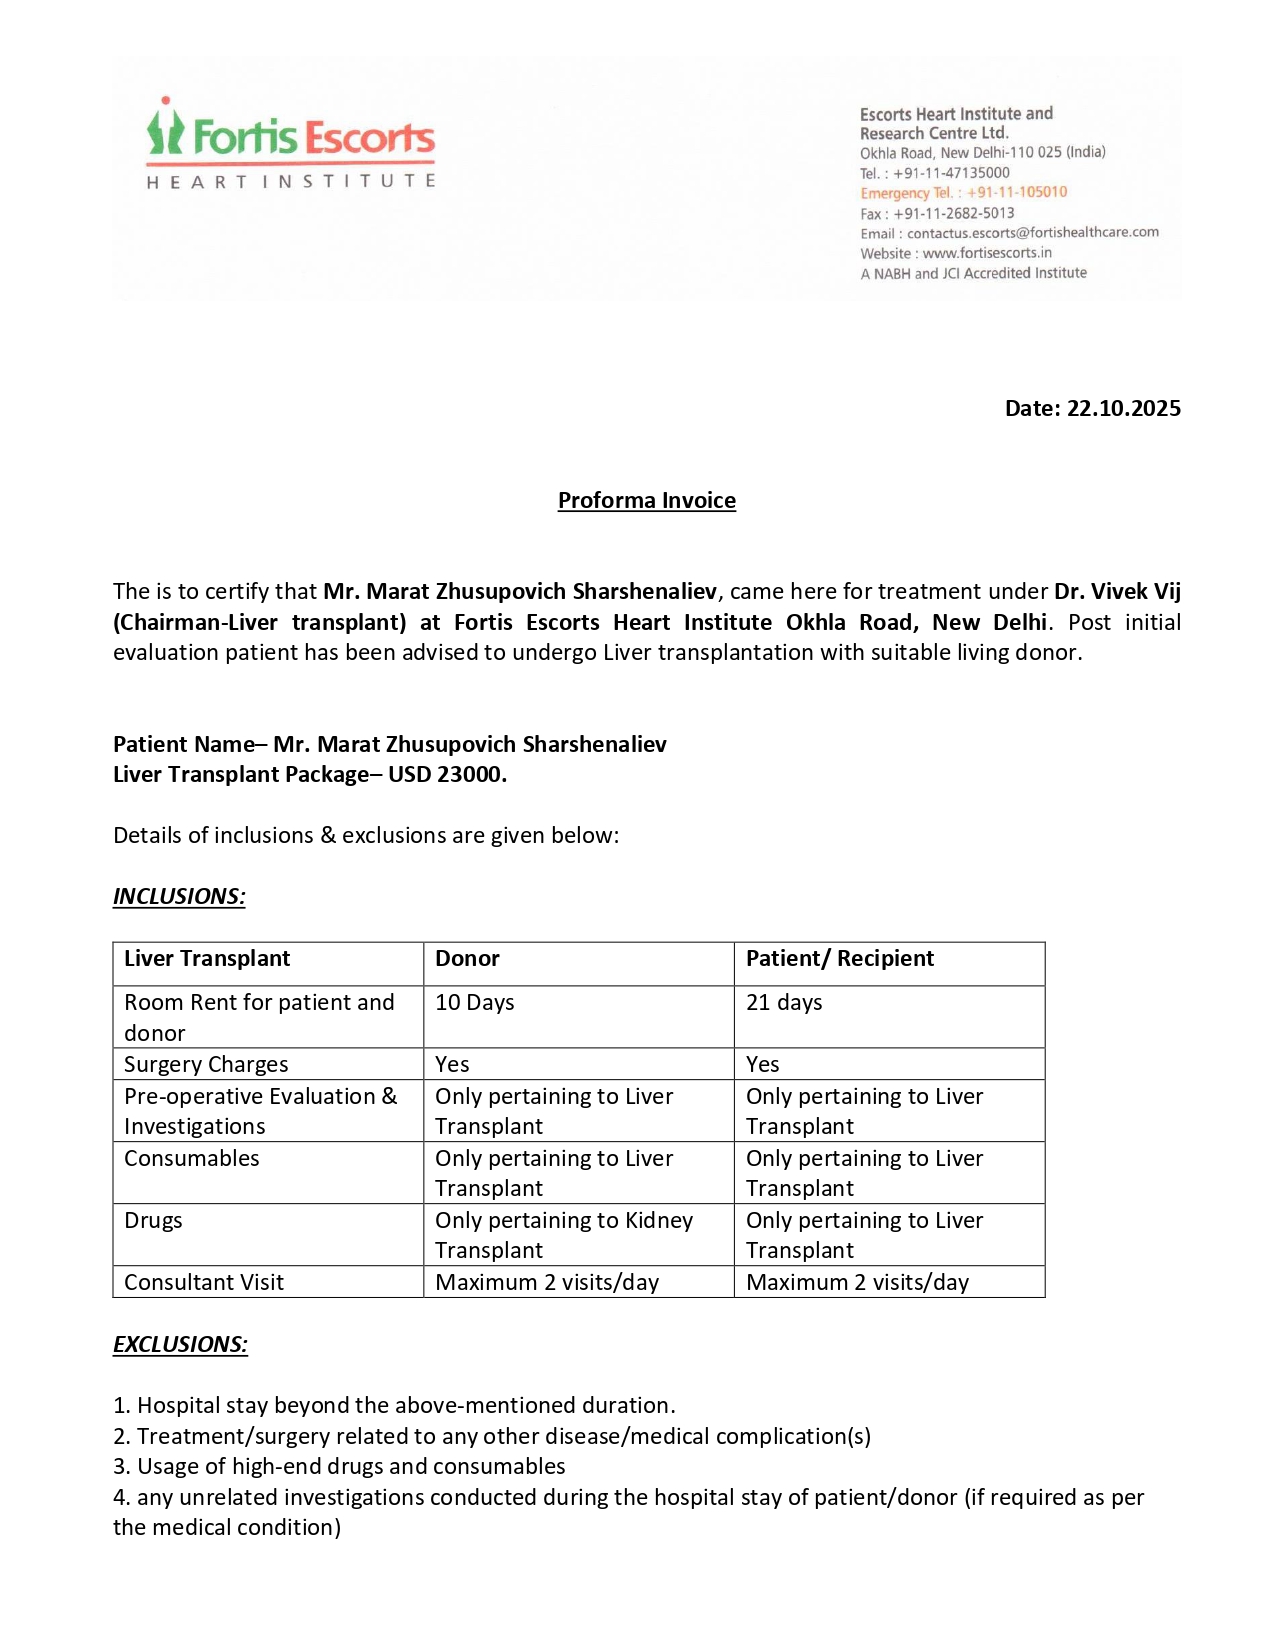 Fortis Escorts
HEART INSTITUTE
Escorts Heart Institute and
Research Centre Ltd.
Okhla Road, New Delhi-110 025 (India)
Tel. : +91-11-47135000
Emergency Tel. : +91-11-105010
Fax : +91-11-2682-5013
Email : contactus.escorts@fortishealthcare.com
Website : www.fortisescorts.in
A NABH and JCI Accredited Institute
Date: 22.10.2025
Proforma Invoice
The is to certify that Mr. Marat Zhusupovich Sharshenaliev, came here for treatment under Dr. Vivek Vij
(Chairman-Liver transplant) at Fortis Escorts Heart Institute Okhla Road, New Delhi. Post initial
evaluation patient has been advised to undergo Liver transplantation with suitable living donor.
Patient Name– Mr. Marat Zhusupovich Sharshenaliev
Liver Transplant Package– USD 23000.
Details of inclusions & exclusions are given below:
INCLUSIONS:
Liver Transplant Donor Patient/ Recipient
Room Rent for patient and 10 Days 21 days
donor
Surgery Charges Yes Yes
Pre-operative Evaluation & Only pertaining to Liver Only pertaining to Liver
Investigations Transplant Transplant
Consumables Only pertaining to Liver Only pertaining to Liver
Transplant Transplant
Drugs Only pertaining to Kidney Only pertaining to Liver
Transplant Transplant
Consultant Visit Maximum 2 visits/day Maximum 2 visits/day
EXCLUSIONS:
1. Hospital stay beyond the above-mentioned duration.
2. Treatment/surgery related to any other disease/medical complication(s)
3. Usage of high-end drugs and consumables
4. any unrelated investigations conducted during the hospital stay of patient/donor (if required as per
the medical condition)